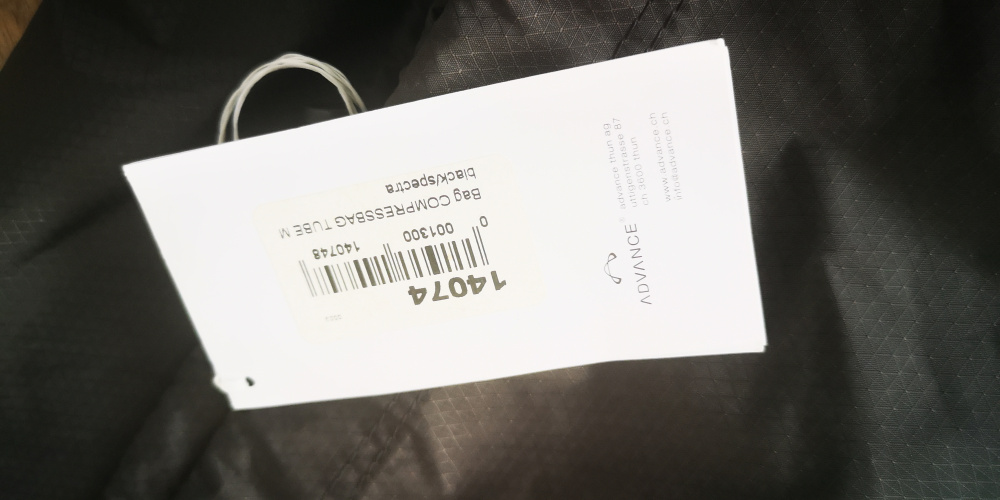 14074
0 001300 140748
Bag COMPRESSBAG TUBE M
black/spectra
ADVANCE
advance thun ag
uttigenstrasse 87
ch 3600 thun
www.advance.ch
info@advance.ch